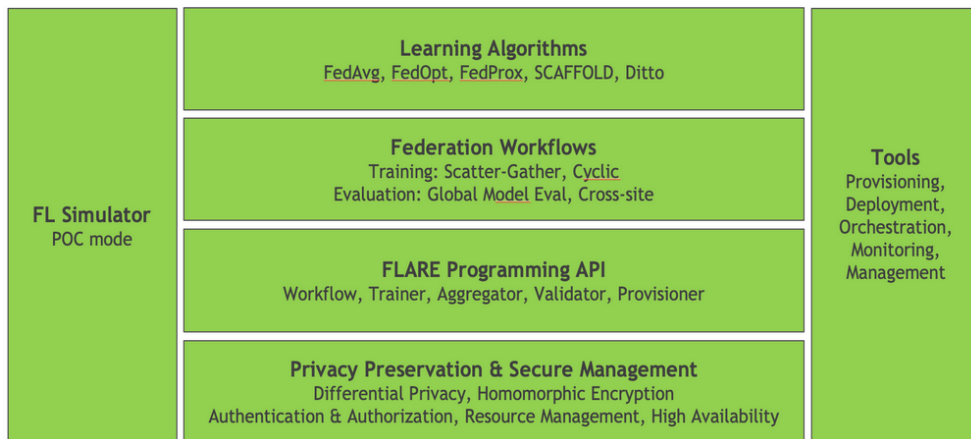 FL Simulator
POC mode
Learning Algorithms
FedAvg, FedOpt, FedProx, SCAFFOLD, Ditto
Federation Workflows
Training: Scatter-Gather, Cyclic
Evaluation: Global Model Eval, Cross-site
FLARE Programming API
Workflow, Trainer, Aggregator, Validator, Provisioner
Privacy Preservation & Secure Management
Differential Privacy, Homomorphic Encryption
Authentication & Authorization, Resource Management, High Availability
Tools
Provisioning,
Deployment,
Orchestration,
Monitoring,
Management